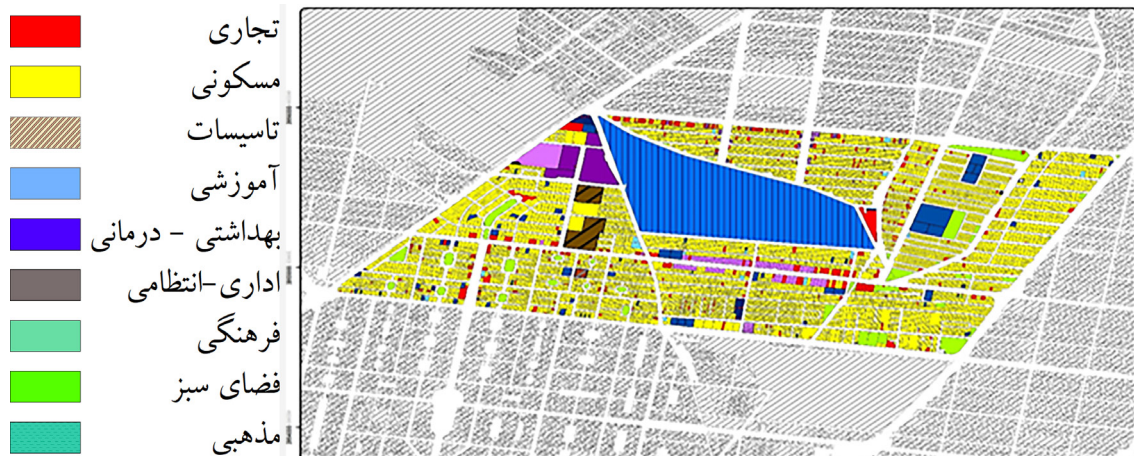 تجاری
مسکونی
تاسیسات
آموزشی
بهداشتی - درمانی
اداری-انتظامی
فرهنگی
فضای سبز
مذهبی